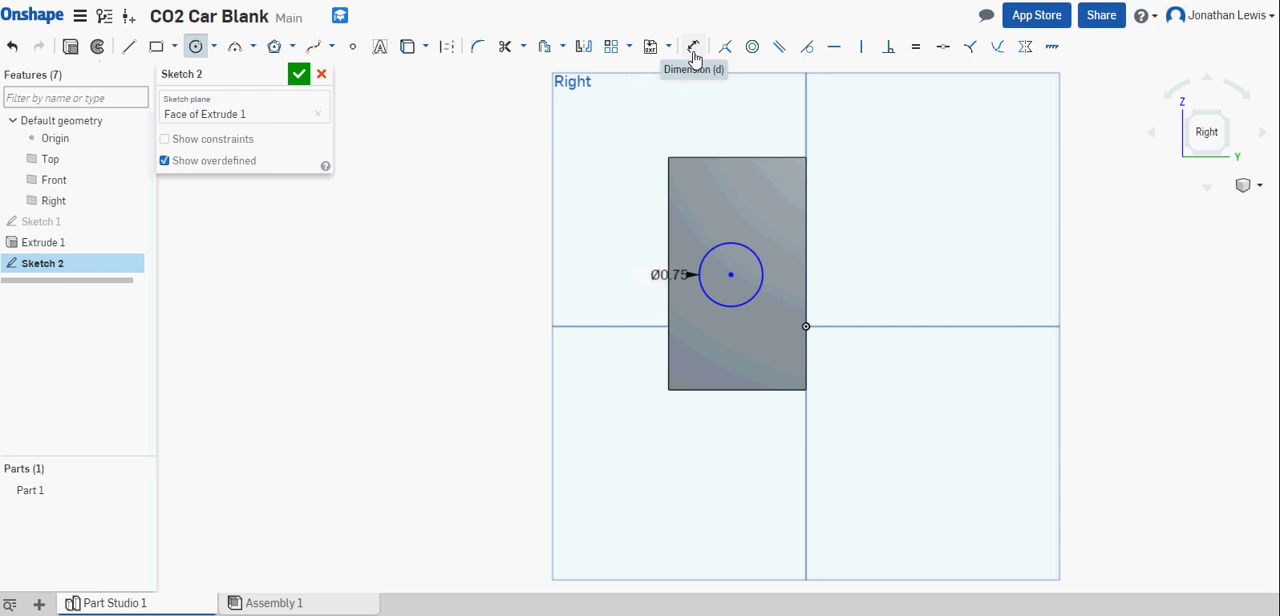 Onshape CO2 Car Blank Main App Store Share Jonathan Lewis
Features (7)
Filter by name or type
Default geometry
Origin
Top
Front
Right
Sketch 1
Extrude 1
Sketch 2
Parts (1)
Part 1
Sketch 2
Sketch plane
Face of Extrude 1
Show constraints
Show overdefined
Dimension (d)
Right
Ø0.75
Z
Right
Y
Part Studio 1
Assembly 1